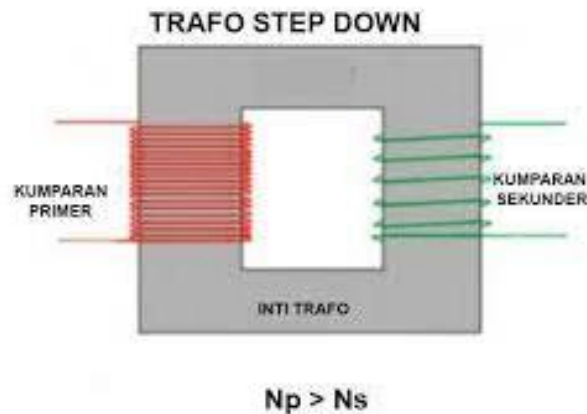 TRAFO STEP DOWN
KUMPARAN
PRIMER
KUMPARAN
SEKUNDER
INTI TRAFO
Np > Ns